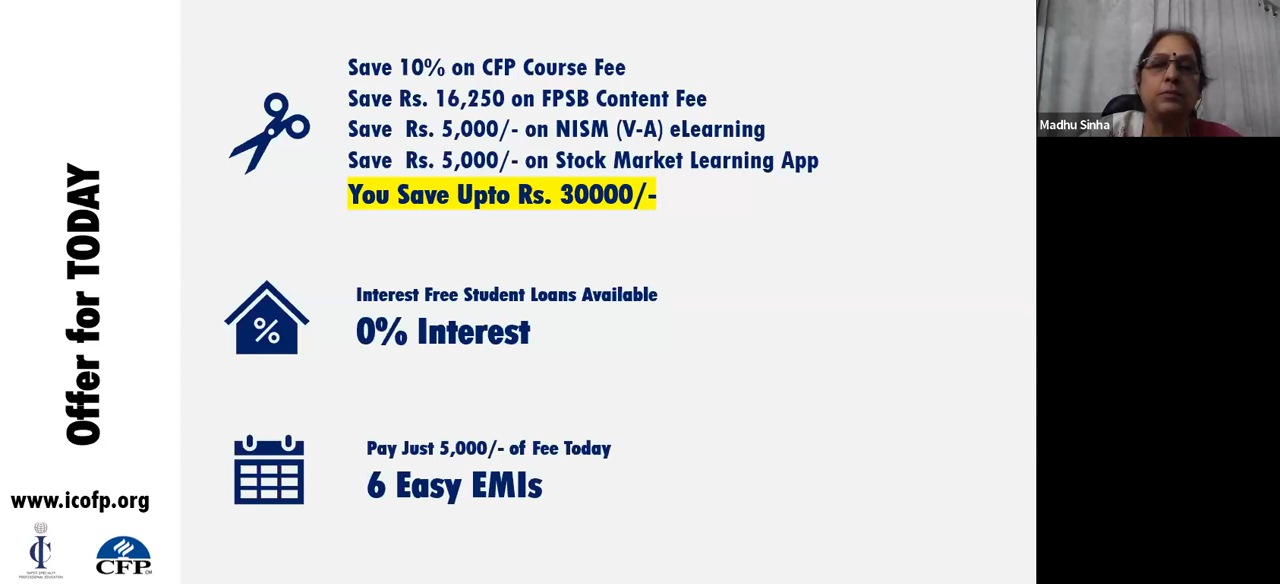 Offer for TODAY
www.icofp.org
CFP
Save 10% on CFP Course Fee
Save Rs. 16,250 on FPSB Content Fee
Save Rs. 5,000/- on NISM (V-A) eLearning
Save Rs. 5,000/- on Stock Market Learning App
You Save Upto Rs. 30000/-
%
Interest Free Student Loans Available
0% Interest
Pay Just 5,000/- of Fee Today
6 Easy EMIs
Madhu Sinha